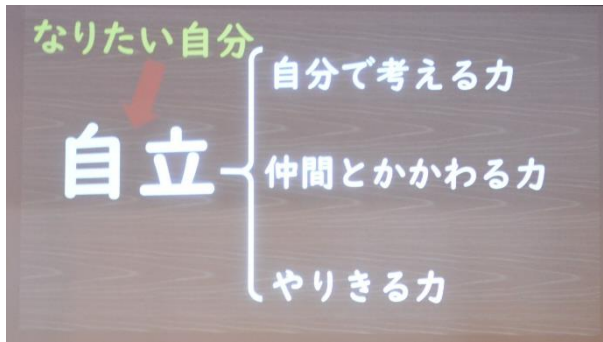 なりたい自分
自立
自分で考える力
仲間とかかわる力
やりきる力